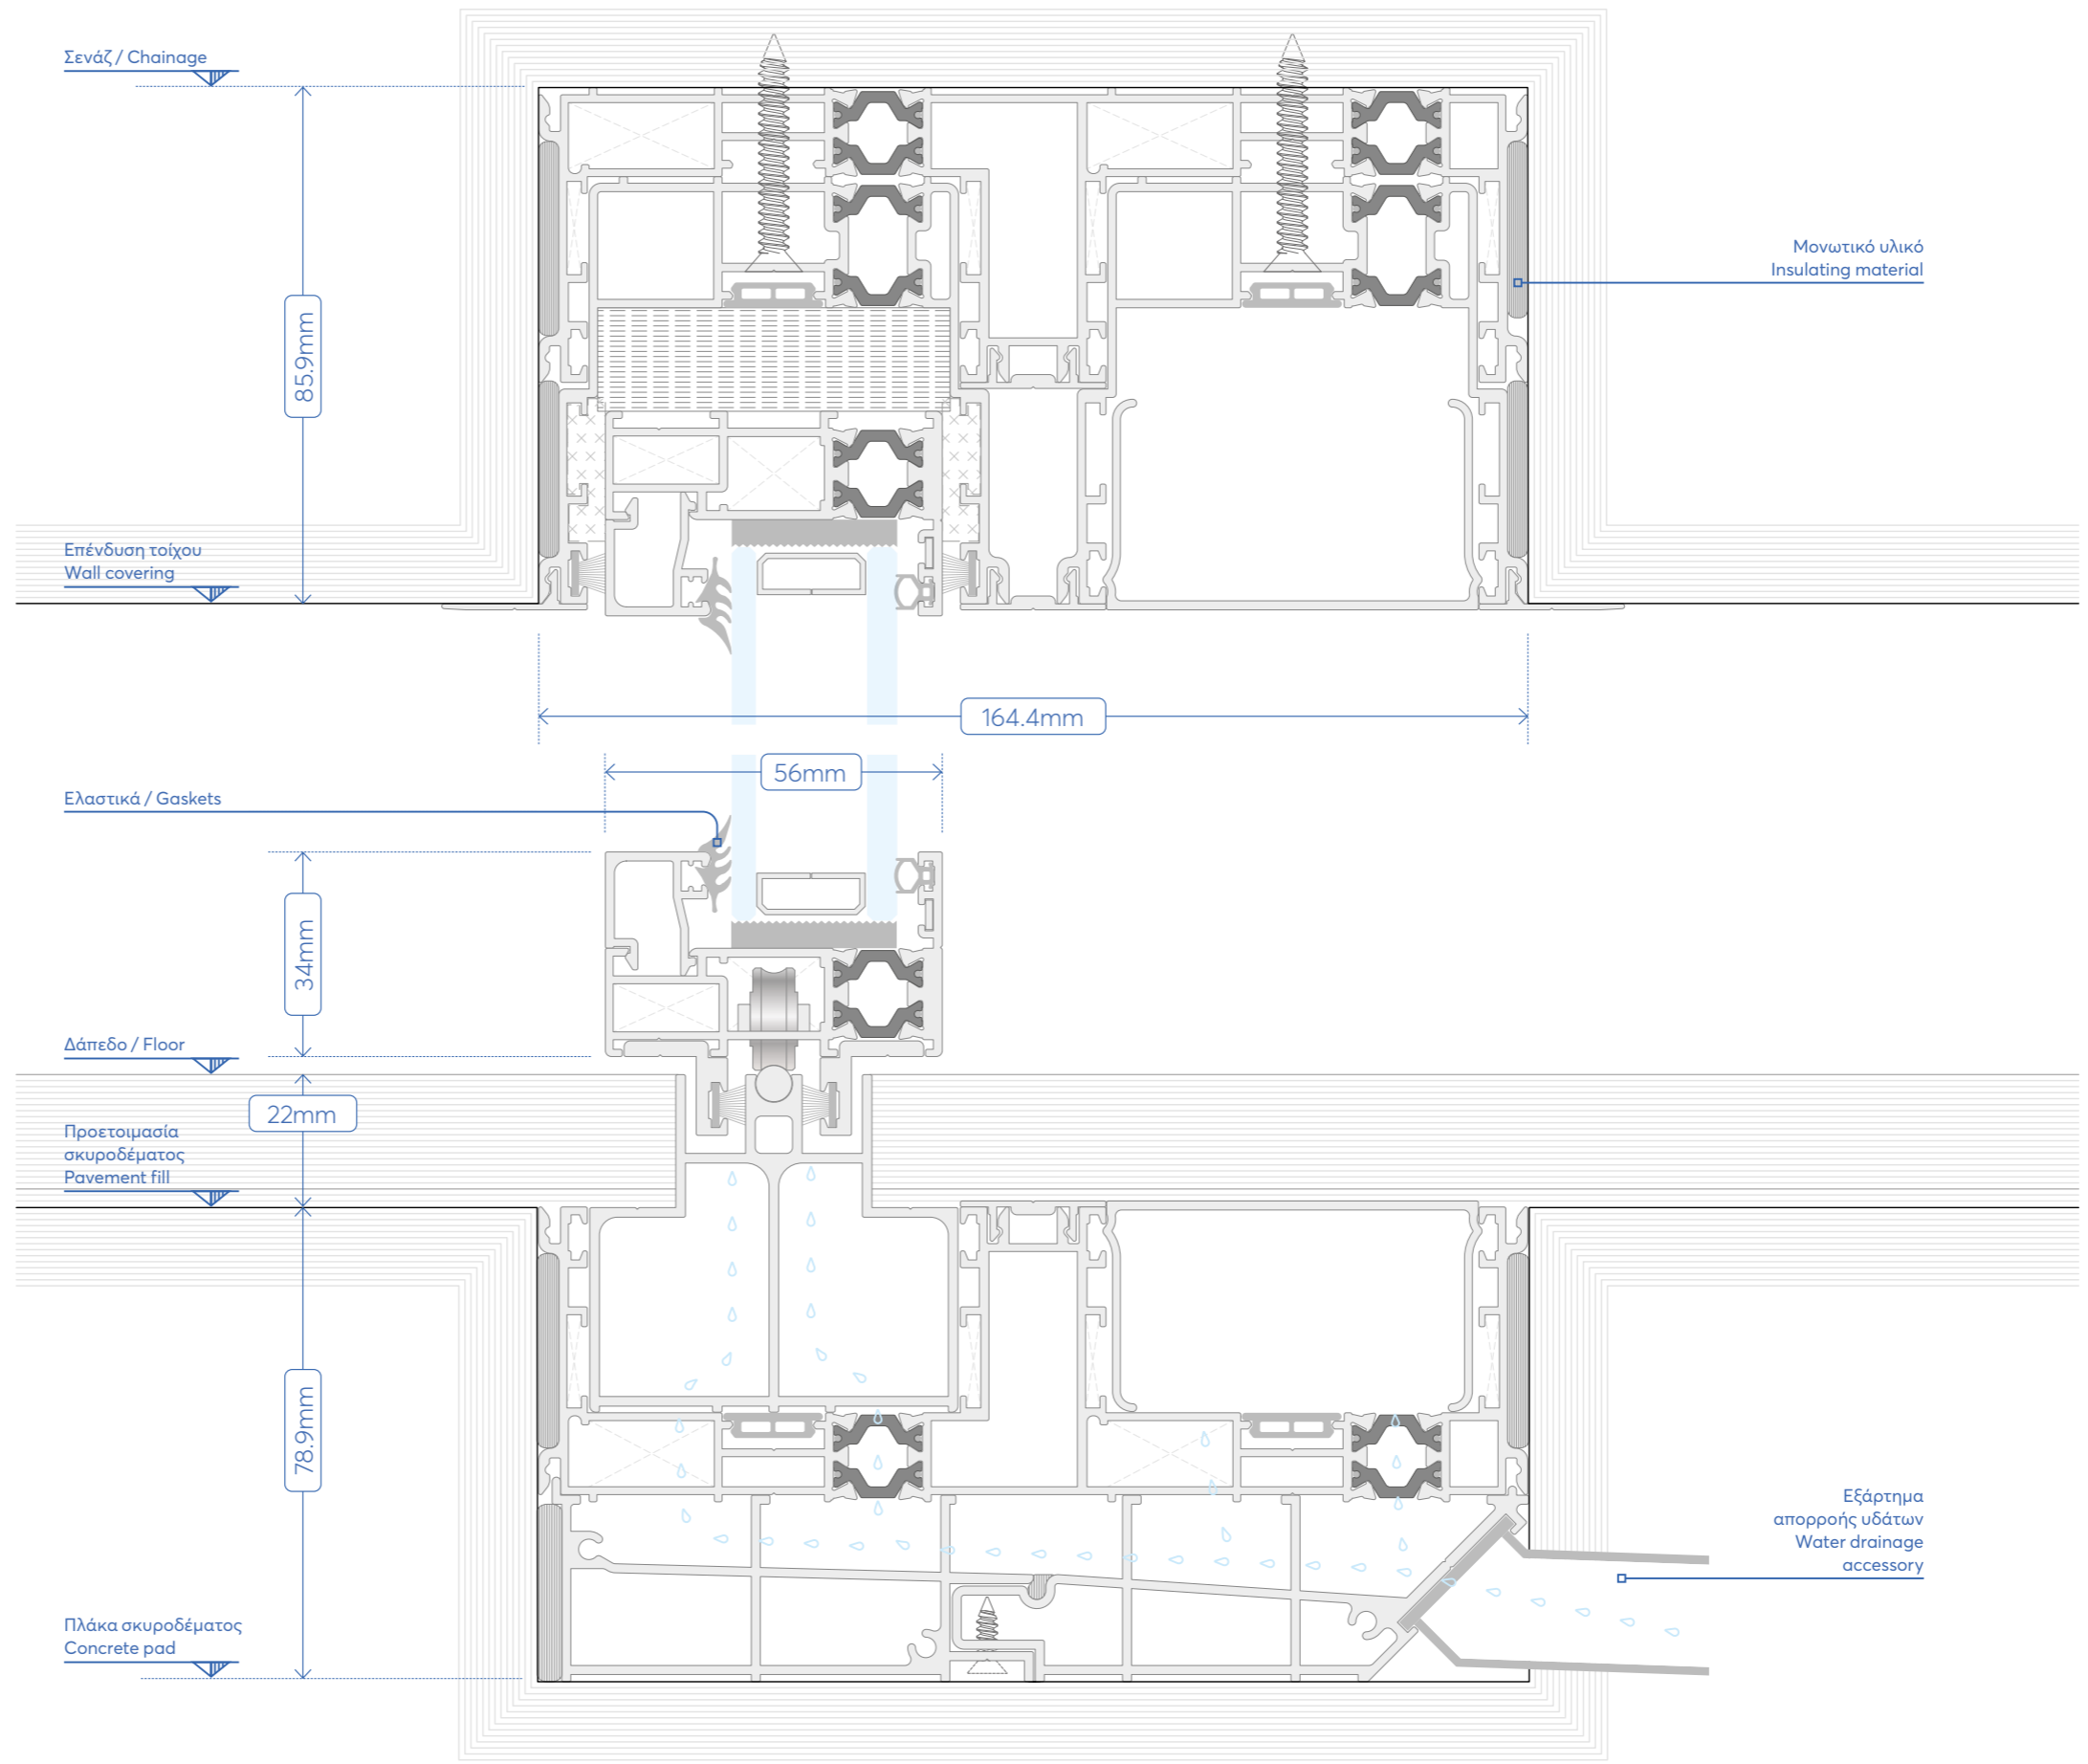 Σενάζ / Chainage
85.9mm
Μονωτικό υλικό
Insulating material
Επένδυση τοίχου
Wall covering
164.4mm
56mm
Ελαστικά / Gaskets
34mm
Δάπεδο / Floor
22mm
Προετοιμασία
σκυροδέματος
Pavement fill
78.9mm
Εξάρτημα
απορροής υδάτων
Water drainage
accessory
Πλάκα σκυροδέματος
Concrete pad